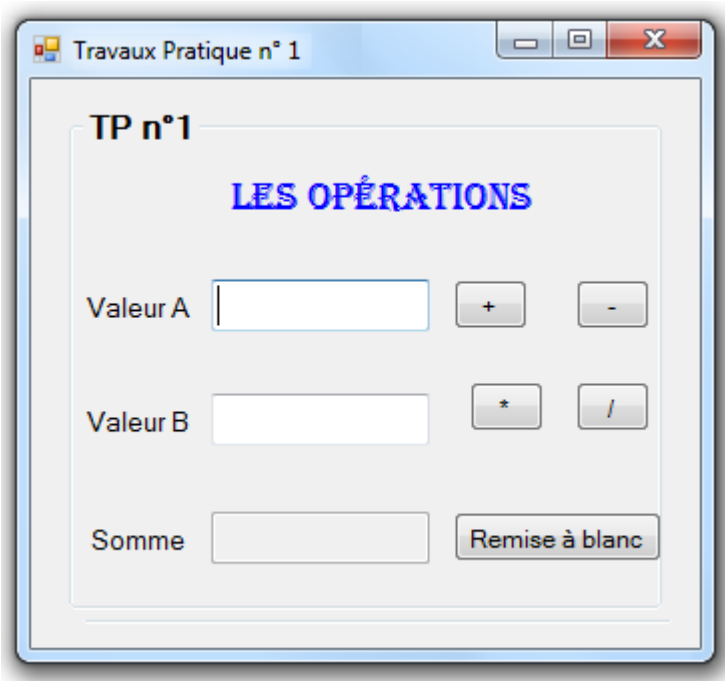 Travaux Pratique n° 1
TP n°1
LES OPÉRATIONS
Valeur A + -
Valeur B * /
Somme Remise à blanc